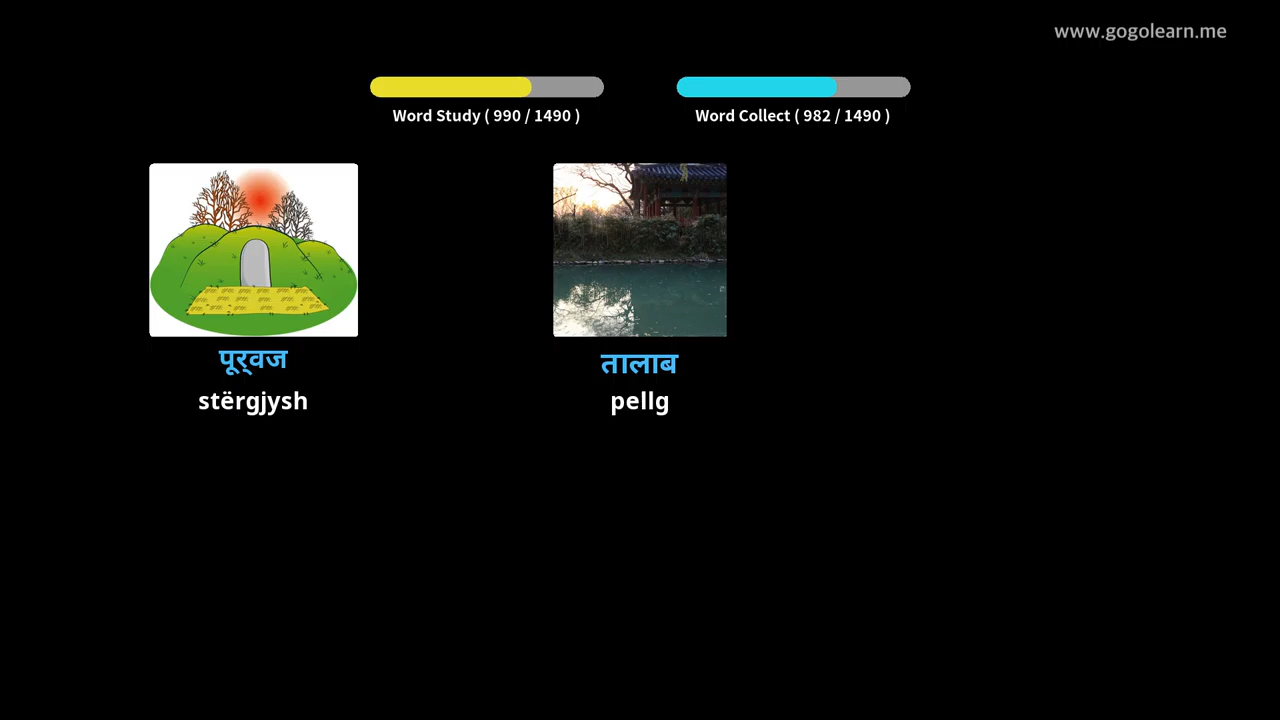 www.gogolearn.me
Word Study ( 990 / 1490 )
Word Collect ( 982 / 1490 )
पूर्वज
stërgjysh
तालाब
pellg